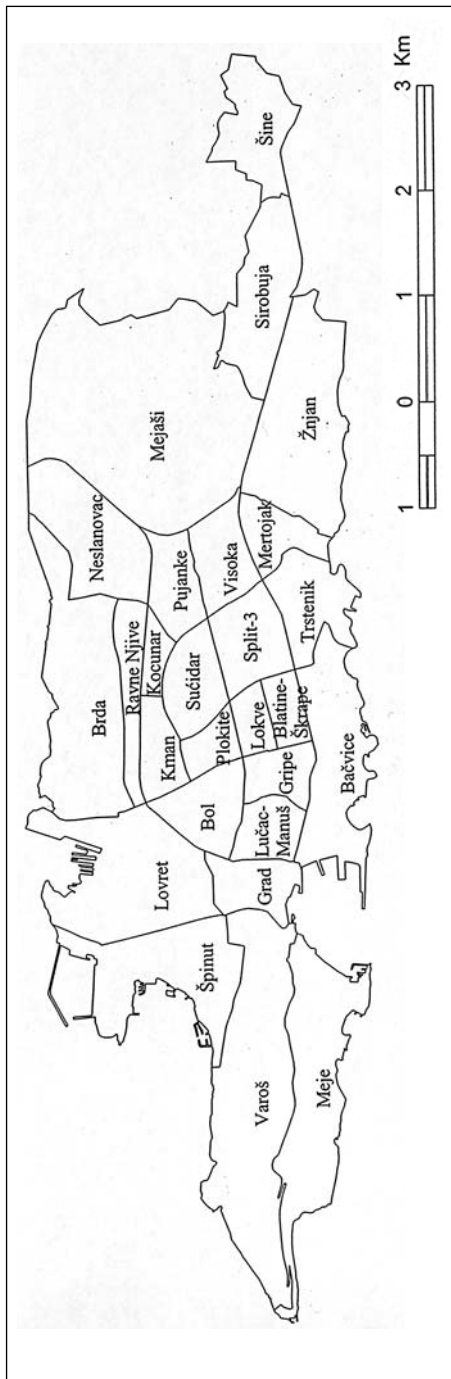 Brda
Neslanovac
Ravne Njive
Kocunar
Mejaši
Lovret
Kman
Pujanke
Sućidar
Bol
Špinut
Plokite
Visoka
Lokve
Split-3
Varoš
Grad
Lučac-
Manuš
Gripe
Blatine-
Škrape
Mertojak
Sirobuja
Šine
Žnjan
Trstenik
Meje
Bačvice
1 0 1 2 3 Km